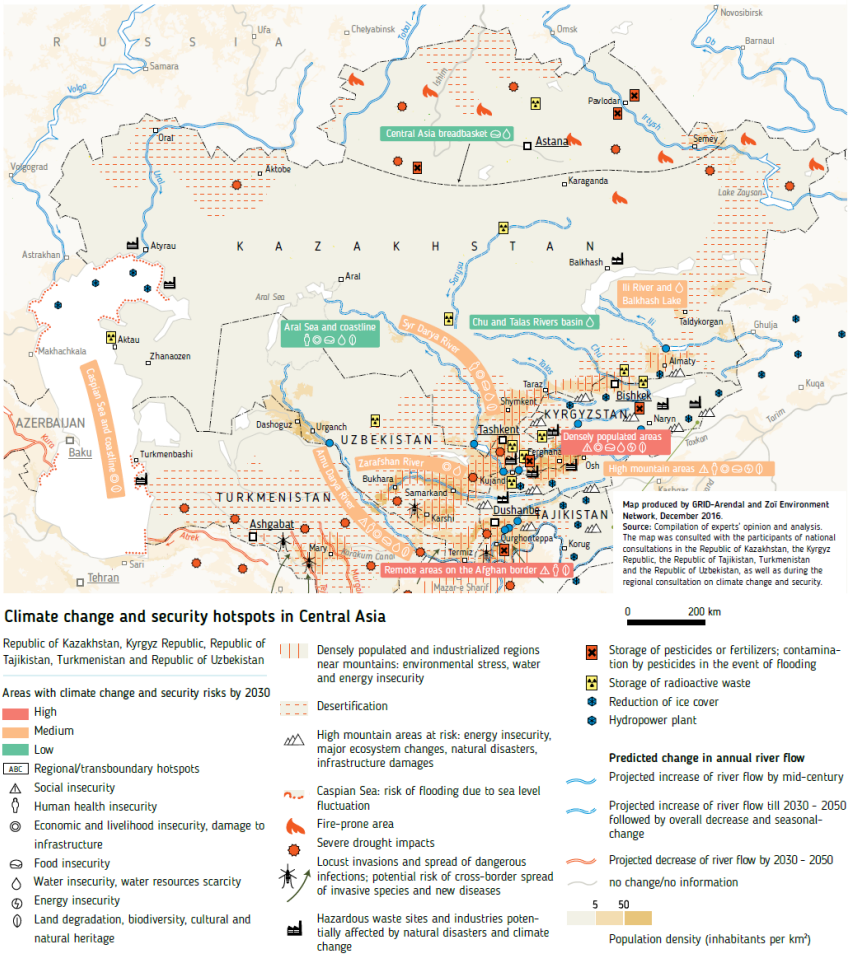 Novosibirsk
Ufa
Chelyabinsk
Omsk
R U S S I A
Tobol
Ob
Barnaul
Samara
Ishim
Volga
Pavlodar
Irtysh
Central Asia breadbasket
Astana
Semey
Oral
Volgograd
Aktobe
Karaganda
Ural
Lake Zaysan
Atyrau
K A Z A K H S T A N
Astrakhan
Balkhash
Sarysu
Aral
Ili River and
Balkhash Lake
Aral Sea
Aral Sea and coastline
Syr Darya River
Chu and Talas Rivers basin
Ili
Taldykorgan
Ghulja
Aktau
Makhachkala
Zhanaozen
Chu
Talas
Almaty
Caspian Sea and coastline
Taraz
Bishkek
Kuqa
Shymkent
KYRGYZSTAN
Naryn
Tarim
AZERBAIJAN
Dashoguz
Urganch
Tashkent
Densely populated areas
Toxkan
Kura
Baku
UZBEKISTAN
Ferghana
Turkmenbashi
Zarafshan River
Osh
High mountain areas
Bukhara
Kujand
Kashgar
Amu Darya River
Samarkand
TURKMENISTAN
Karshi
Dushanbe
TAJIKISTAN
Ashgabat
Atrek
Mary
Karakum Canal
Termiz
Qurghonteppa
Korug
Sari
Murgab
Remote areas on the Afghan border
Tehran
Mazar-e Sharif
Map produced by GRID-Arendal and Zoï Environment
Network, December 2016.
Source: Compilation of experts' opinion and analysis.
The map was consulted with the participants of national
consultations in the Republic of Kazakhstan, the Kyrgyz
Republic, the Republic of Tajikistan, Turkmenistan
and the Republic of Uzbekistan, as well as during the
regional consultation on climate change and security.
0 200 km
Climate change and security hotspots in Central Asia
Republic of Kazakhstan, Kyrgyz Republic, Republic of
Tajikistan, Turkmenistan and Republic of Uzbekistan
Areas with climate change and security risks by 2030
High
Medium
Low
ABC Regional/transboundary hotspots
Social insecurity
Human health insecurity
Economic and livelihood insecurity, damage to
infrastructure
Food insecurity
Water insecurity, water resources scarcity
Energy insecurity
Land degradation, biodiversity, cultural and
natural heritage
Densely populated and industrialized regions
near mountains: environmental stress, water
and energy insecurity
Desertification
High mountain areas at risk: energy insecurity,
major ecosystem changes, natural disasters,
infrastructure damages
Caspian Sea: risk of flooding due to sea level
fluctuation
Fire-prone area
Severe drought impacts
Locust invasions and spread of dangerous
infections; potential risk of cross-border spread
of invasive species and new diseases
Hazardous waste sites and industries poten-
tially affected by natural disasters and climate
change
Storage of pesticides or fertilizers; contamina-
tion by pesticides in the event of flooding
Storage of radioactive waste
Reduction of ice cover
Hydropower plant
Predicted change in annual river flow
Projected increase of river flow by mid-century
Projected increase of river flow till 2030 - 2050
followed by overall decrease and seasonal-
change
Projected decrease of river flow by 2030 - 2050
no change/no information
5 50
Population density (inhabitants per km²)